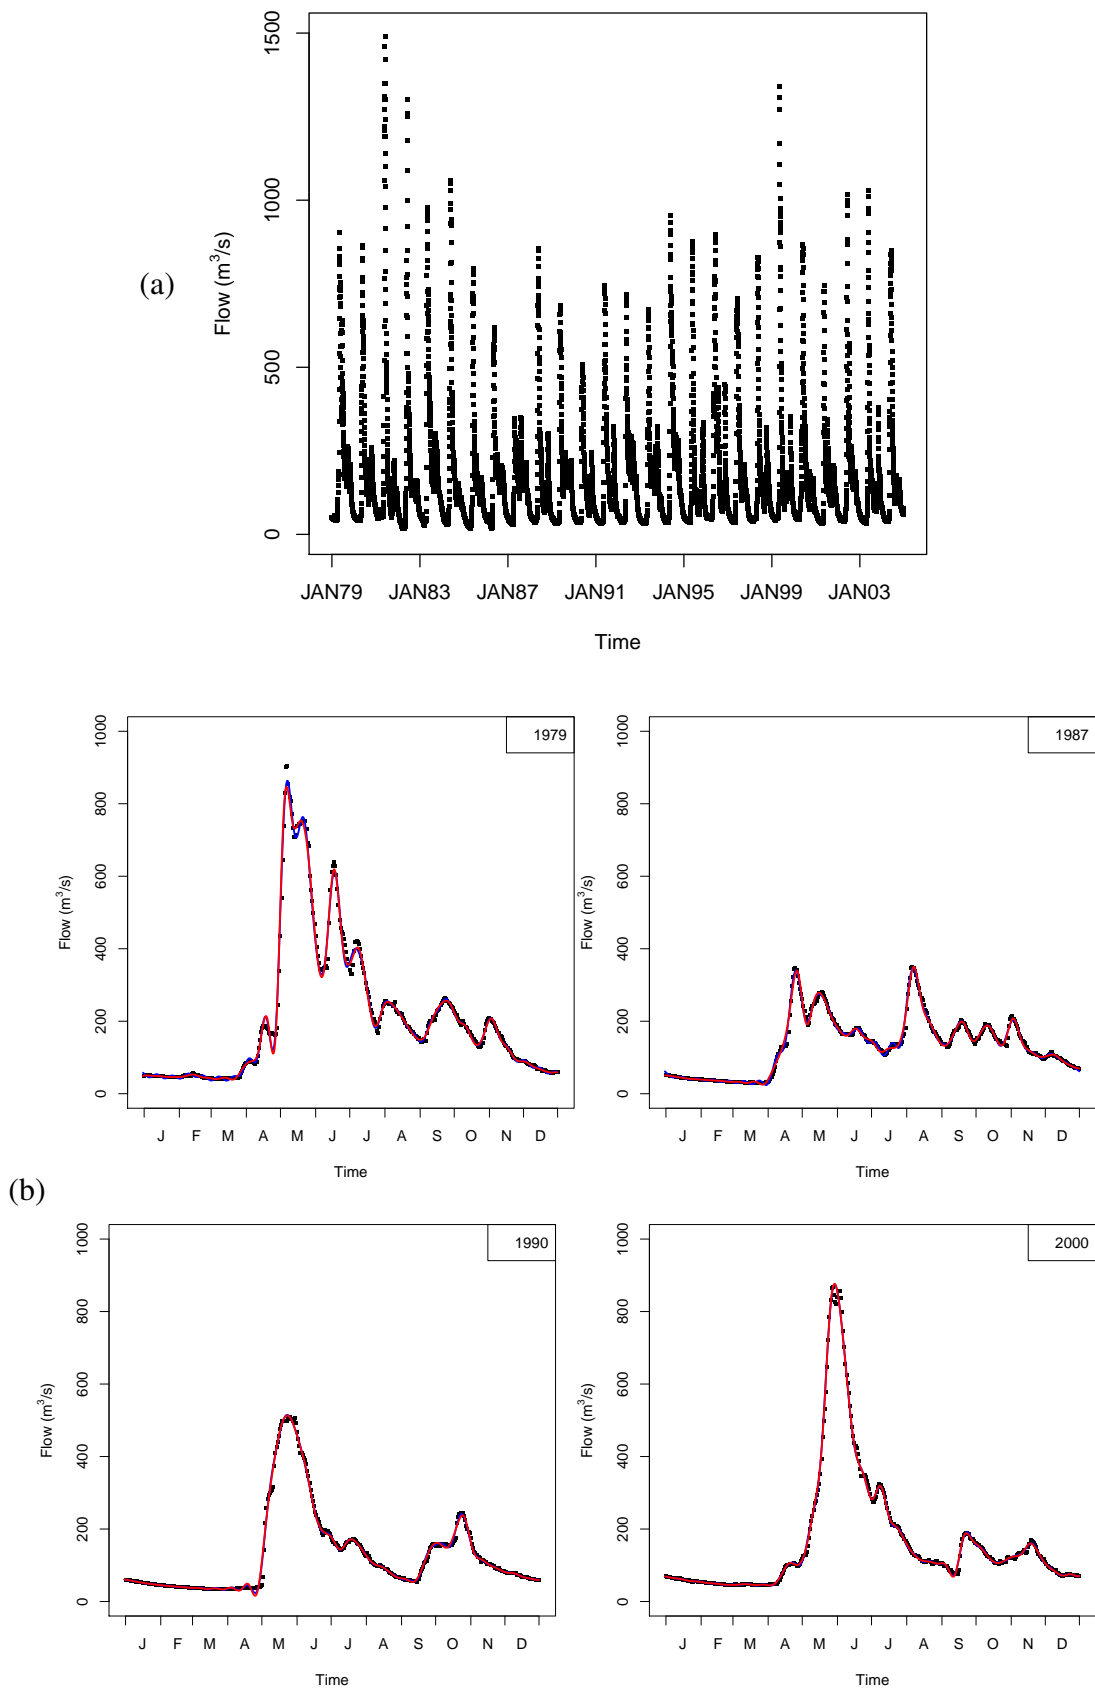 (a)
Flow (m³/s)
0
500
1000
1500
JAN79 JAN83 JAN87 JAN91 JAN95 JAN99 JAN03
Time
(b)
1979
Flow (m³/s)
0
200
400
600
800
1000
J F M A M J J A S O N D
Time
1987
Flow (m³/s)
0
200
400
600
800
1000
J F M A M J J A S O N D
Time
1990
Flow (m³/s)
0
200
400
600
800
1000
J F M A M J J A S O N D
Time
2000
Flow (m³/s)
0
200
400
600
800
1000
J F M A M J J A S O N D
Time